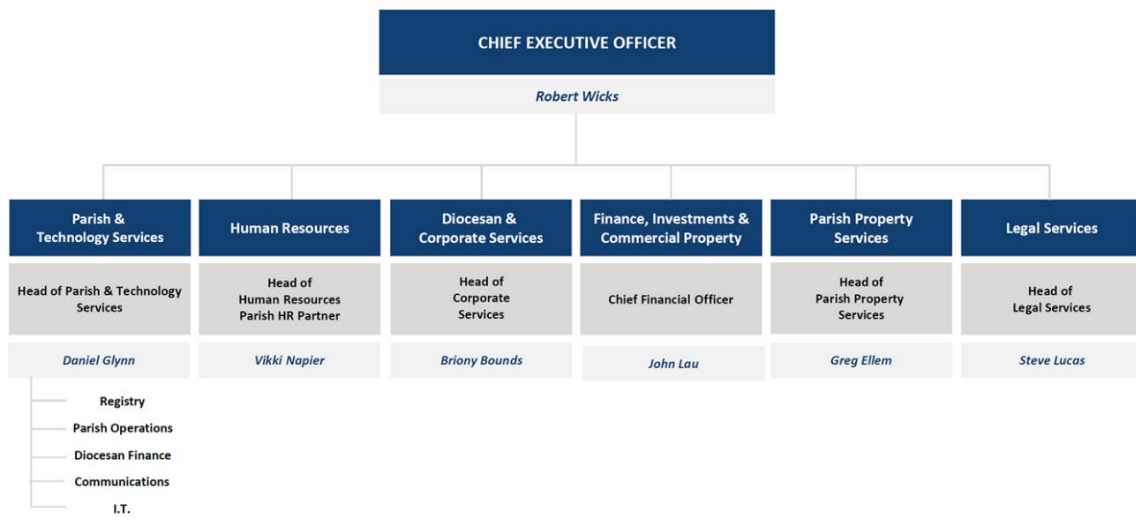 CHIEF EXECUTIVE OFFICER
Robert Wicks
Parish &
Technology Services
Human Resources
Diocesan &
Corporate Services
Finance, Investments &
Commercial Property
Parish Property
Services
Legal Services
Head of Parish & Technology
Services
Head of
Human Resources
Parish HR Partner
Head of
Corporate
Services
Chief Financial Officer
Head of
Parish Property
Services
Head of
Legal Services
Daniel Glynn
Vikki Napier
Briony Bounds
John Lau
Greg Ellem
Steve Lucas
Registry
Parish Operations
Diocesan Finance
Communications
I.T.